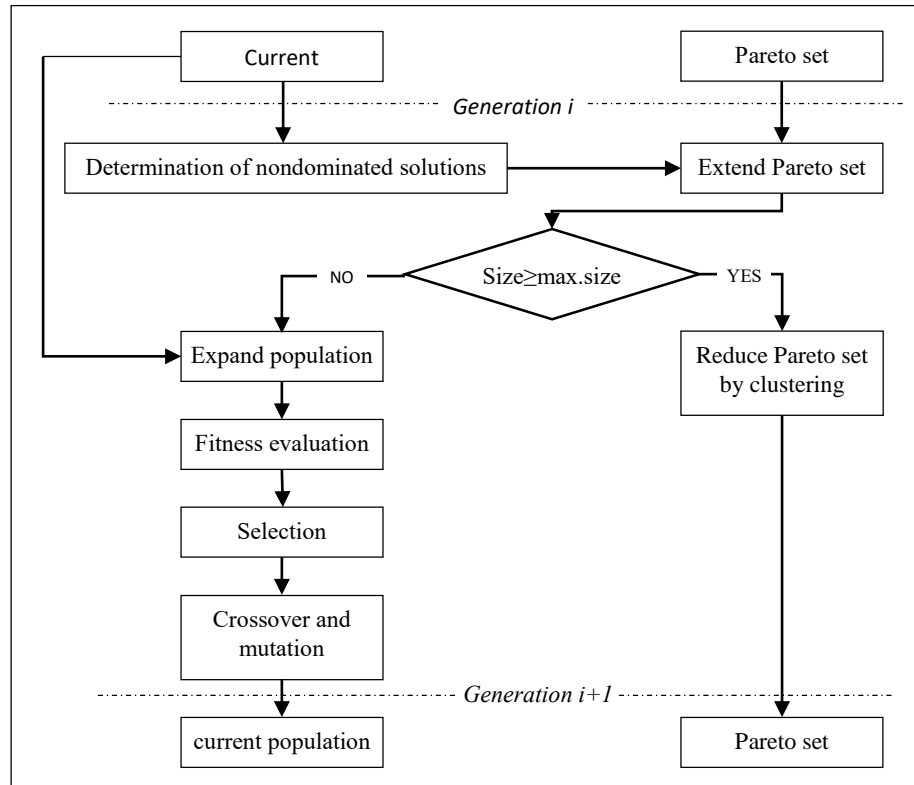 Current
Pareto set
Generation i
Determination of nondominated solutions
Extend Pareto set
Size≥max.size
NO
YES
Expand population
Reduce Pareto set
by clustering
Fitness evaluation
Selection
Crossover and
mutation
Generation i+1
current population
Pareto set